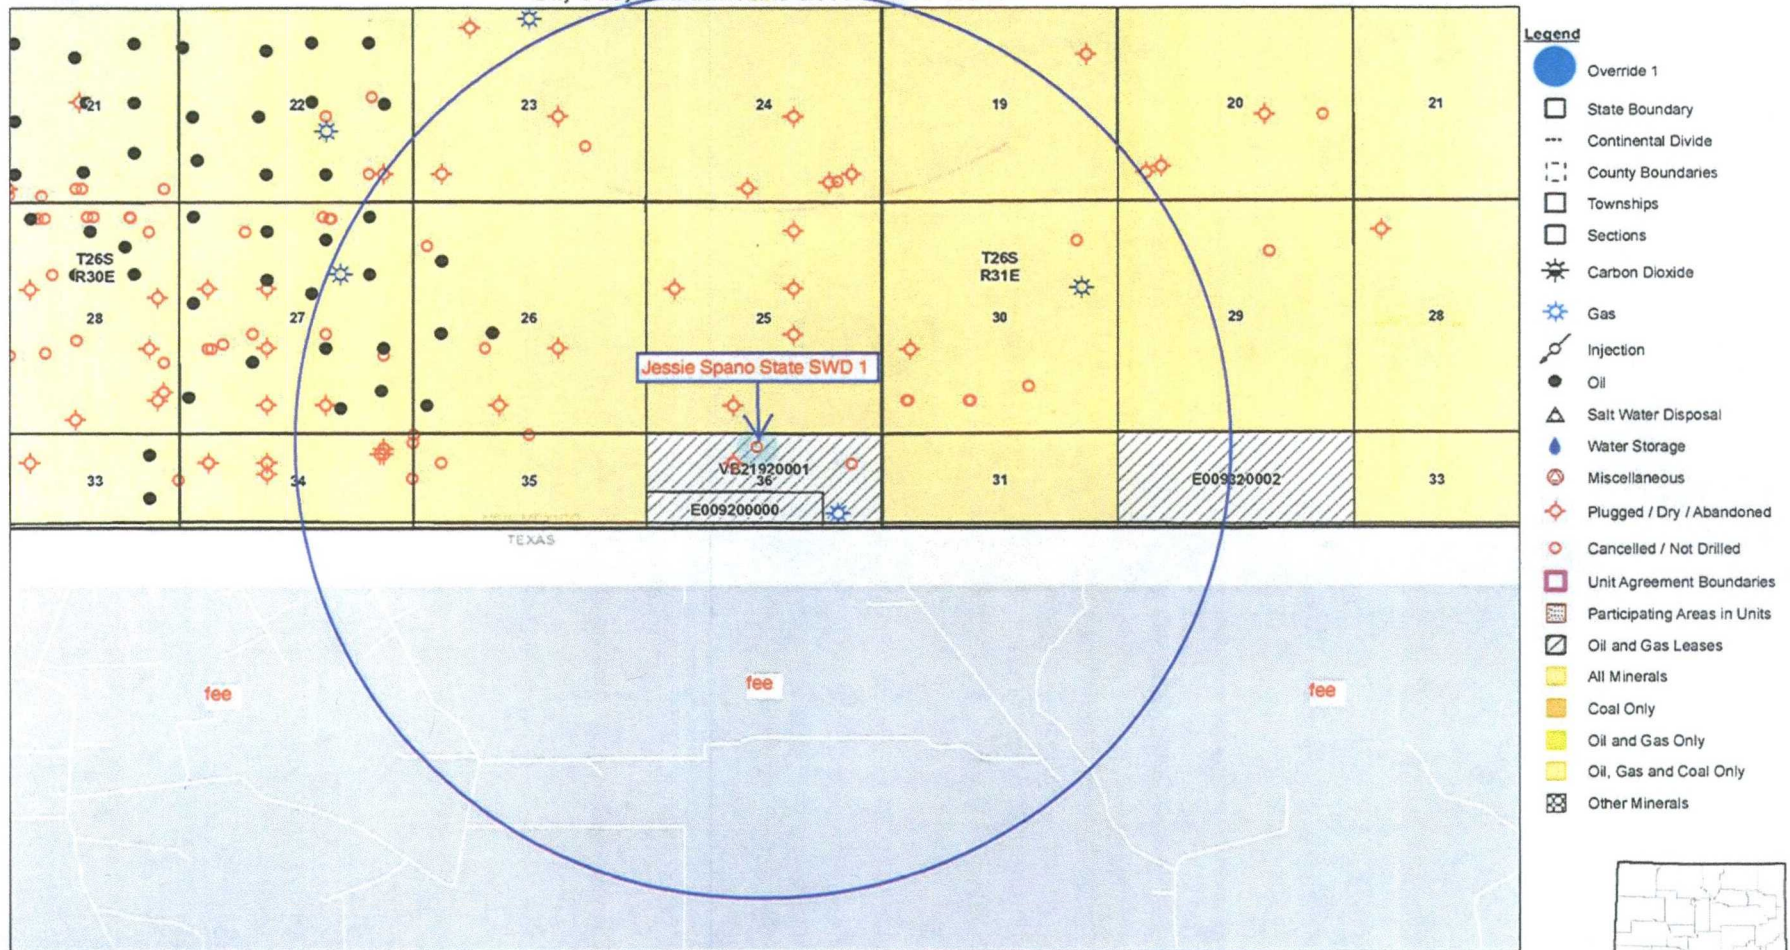 21
22
23
24
19
20
21
T26S
R30E
T26S
R31E
28
27
26
25
30
29
28
Jessie Spano State SWD 1
33
34
35
VB21920001
36
31
E009320002
33
E009200000
TEXAS
fee
fee
fee
Legend
Override 1
State Boundary
Continental Divide
County Boundaries
Townships
Sections
Carbon Dioxide
Gas
Injection
Oil
Salt Water Disposal
Water Storage
Miscellaneous
Plugged / Dry / Abandoned
Cancelled / Not Drilled
Unit Agreement Boundaries
Participating Areas in Units
Oil and Gas Leases
All Minerals
Coal Only
Oil and Gas Only
Oil, Gas and Coal Only
Other Minerals